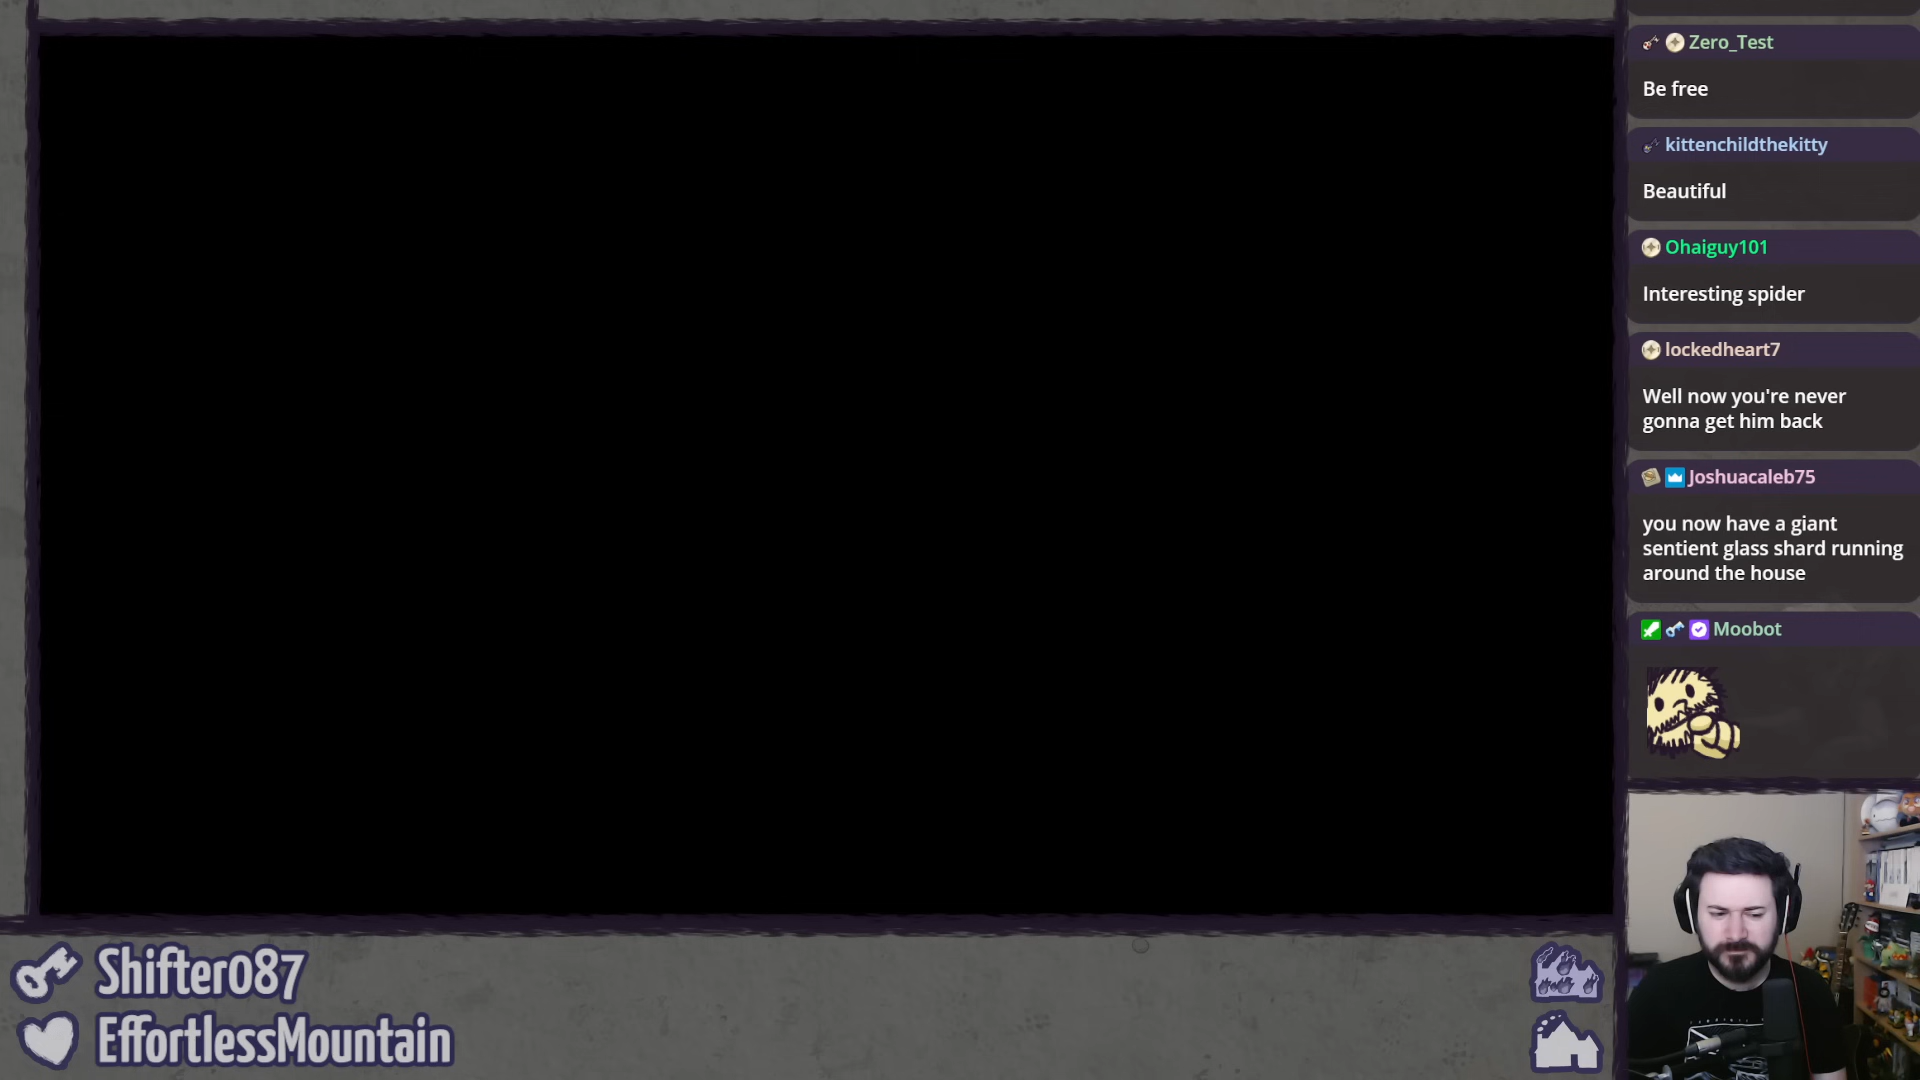 Zero_Test
Be free
kittenchildthekitty
Beautiful
Ohaiguy101
Interesting spider
lockedheart7
Well now you're never
gonna get him back
Joshuacaleb75
you now have a giant
sentient glass shard running
around the house
Moobot
Shifter087
EffortlessMountain